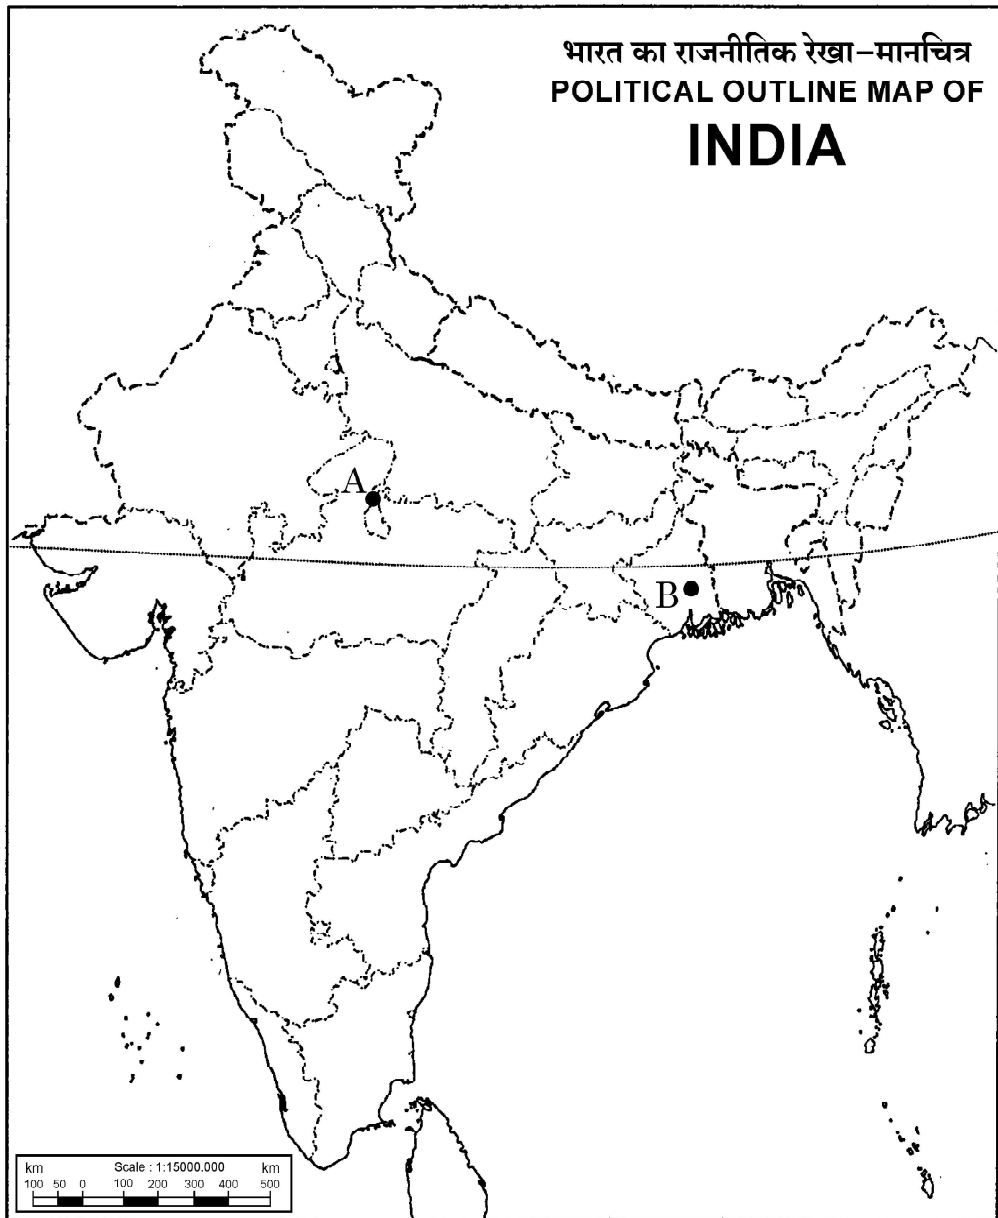 भारत का राजनीतिक रेखा–मानचित्र
POLITICAL OUTLINE MAP OF
INDIA
A
B
km Scale : 1:15000.000 km
100 50 0 100 200 300 400 500